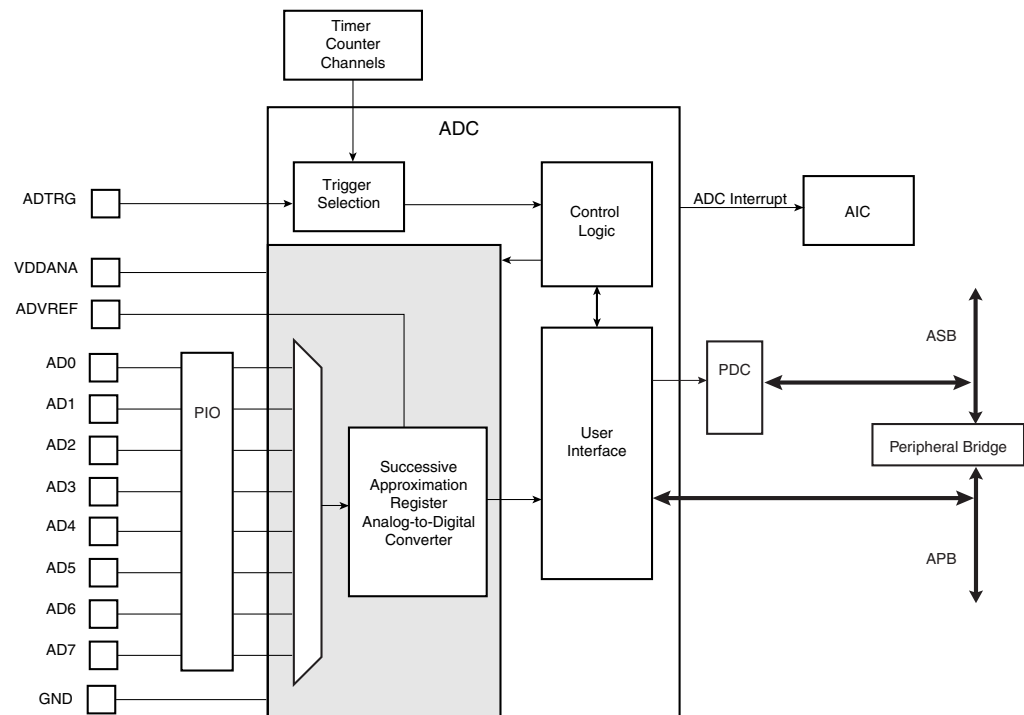 Timer
Counter
Channels
ADC
ADTRG
Trigger
Selection
Control
Logic
ADC Interrupt
AIC
VDDANA
ADVREF
AD0
AD1
AD2
AD3
AD4
AD5
AD6
AD7
GND
PIO
Successive
Approximation
Register
Analog-to-Digital
Converter
User
Interface
PDC
ASB
Peripheral Bridge
APB